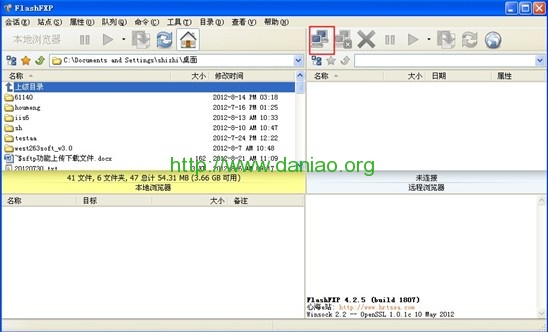 FlashFXP
会话(X) 站点(S) 属性(O) 队列(Q) 命令(C) 工具(T) 目录(D) 查看(V) 帮助(H)
本地浏览器
C:\Documents and Settings\shizhi\桌面
名称 大小 修改时间
名称 大小 日期 属性
上级目录
61140 2012-8-14 PM 03:18
houmeng 2012-7-16 PM 01:25
iis6 2012-8-13 AM 10:33
sh 2012-8-10 AM 10:47
testaa 2012-7-24 PM 12:22
west263soft_v3.0 2012-8-7 AM 10:48
~$sftp功能上传下载文件.docx 162 2012-8-21 AM 11:09
20120730.txt
http://www.daniao.org
41 文件, 6 文件夹, 47 总计 54.31 MB (3.66 GB 可用)
本地浏览器
未连接
远程浏览器
名称 目标 大小 备注
FlashFXP 4.2.5 (build 1807)
心海e站: http://www.hrtsea.com
Winsock 2.2 -- OpenSSL 1.0.1c 10 May 2012